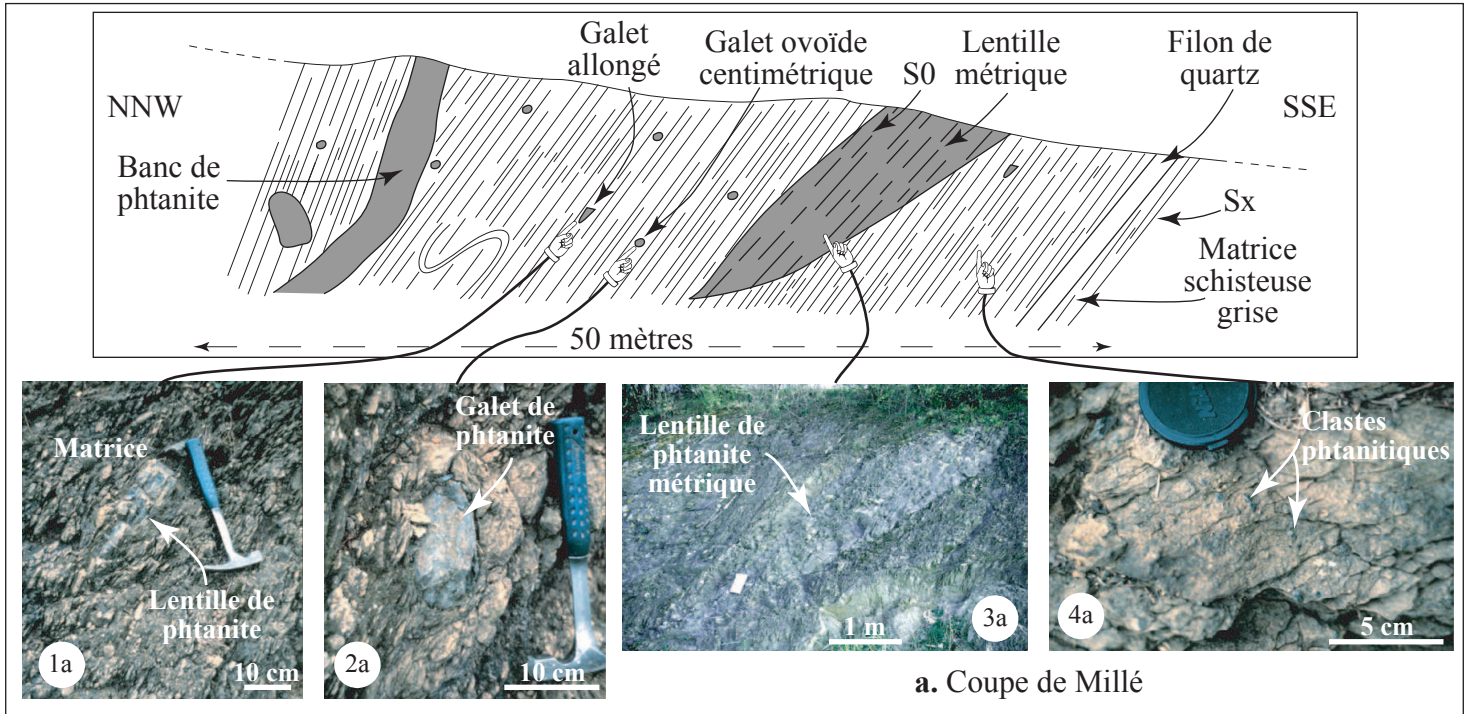 NNW
Galet
allongé
Galet ovoïde
centimétrique
S0
Lentille
métrique
Filon de
quartz
SSE
Banc de
phtanite
Sx
Matrice
schisteuse
grise
50 mètres
Matrice
Lentille de
phtanite
1a
10 cm
Galet de
phtanite
2a
10 cm
Lentille de
phtanite
métrique
1 m
3a
Clastes
phtanitiques
4a
5 cm
a. Coupe de Millé